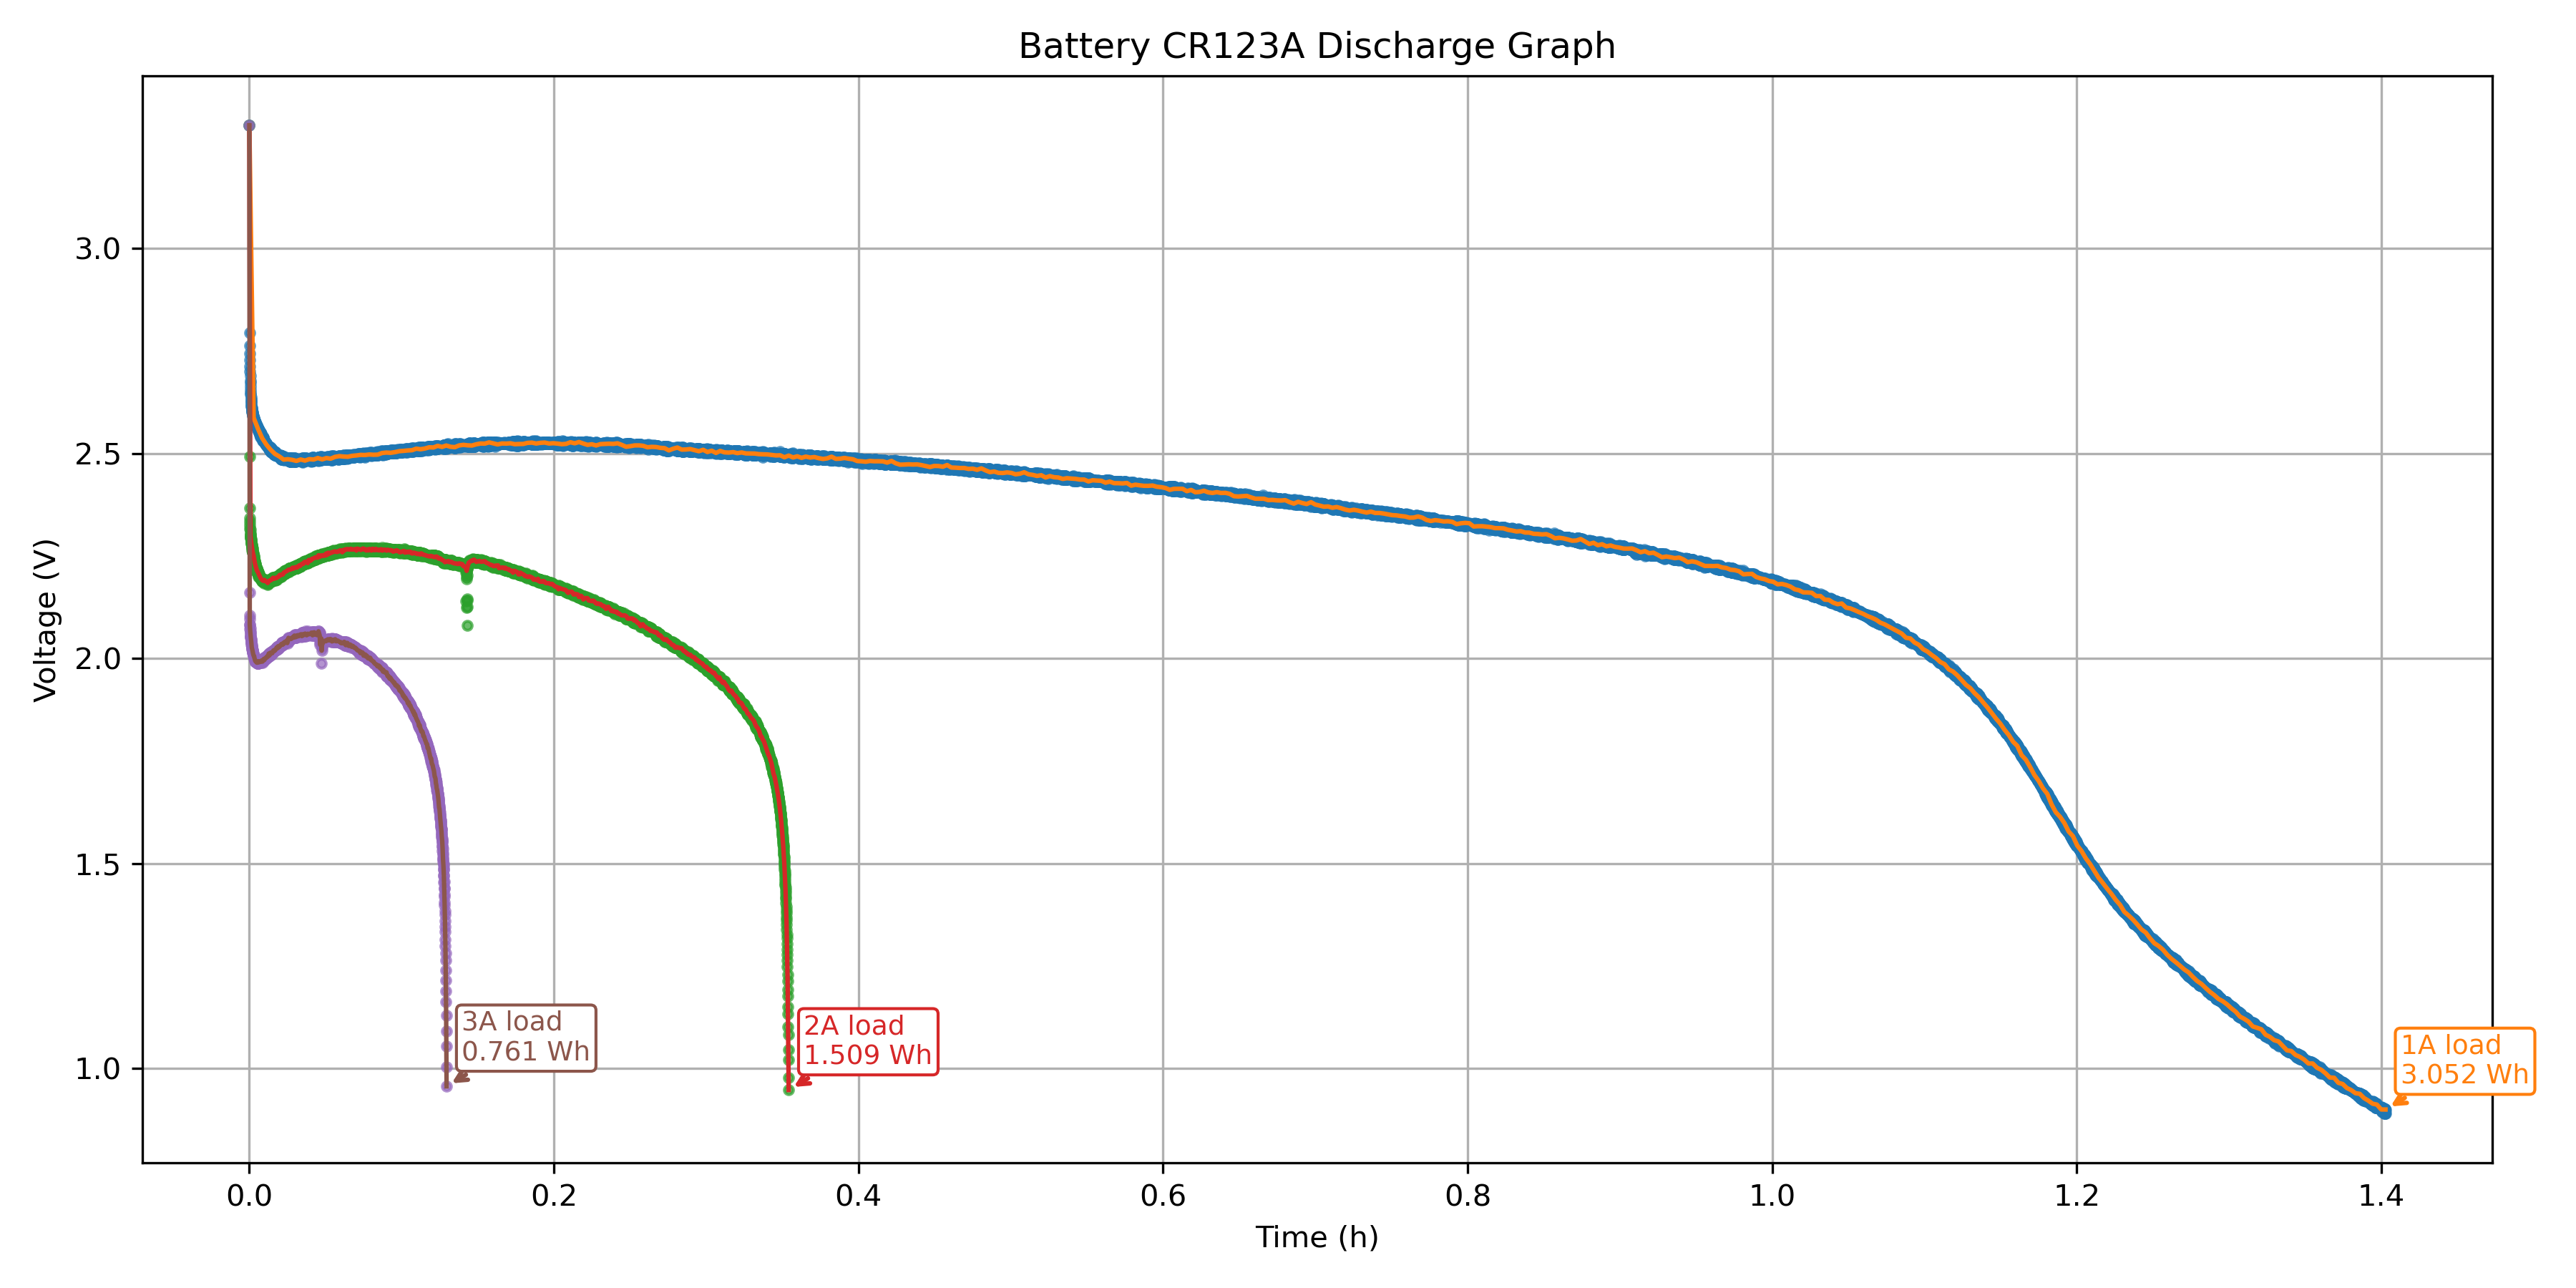 Battery CR123A Discharge Graph
Voltage (V)
3.0
2.5
2.0
1.5
1.0
3A load
0.761 Wh
2A load
1.509 Wh
1A load
3.052 Wh
0.0 0.2 0.4 0.6 0.8 1.0 1.2 1.4
Time (h)